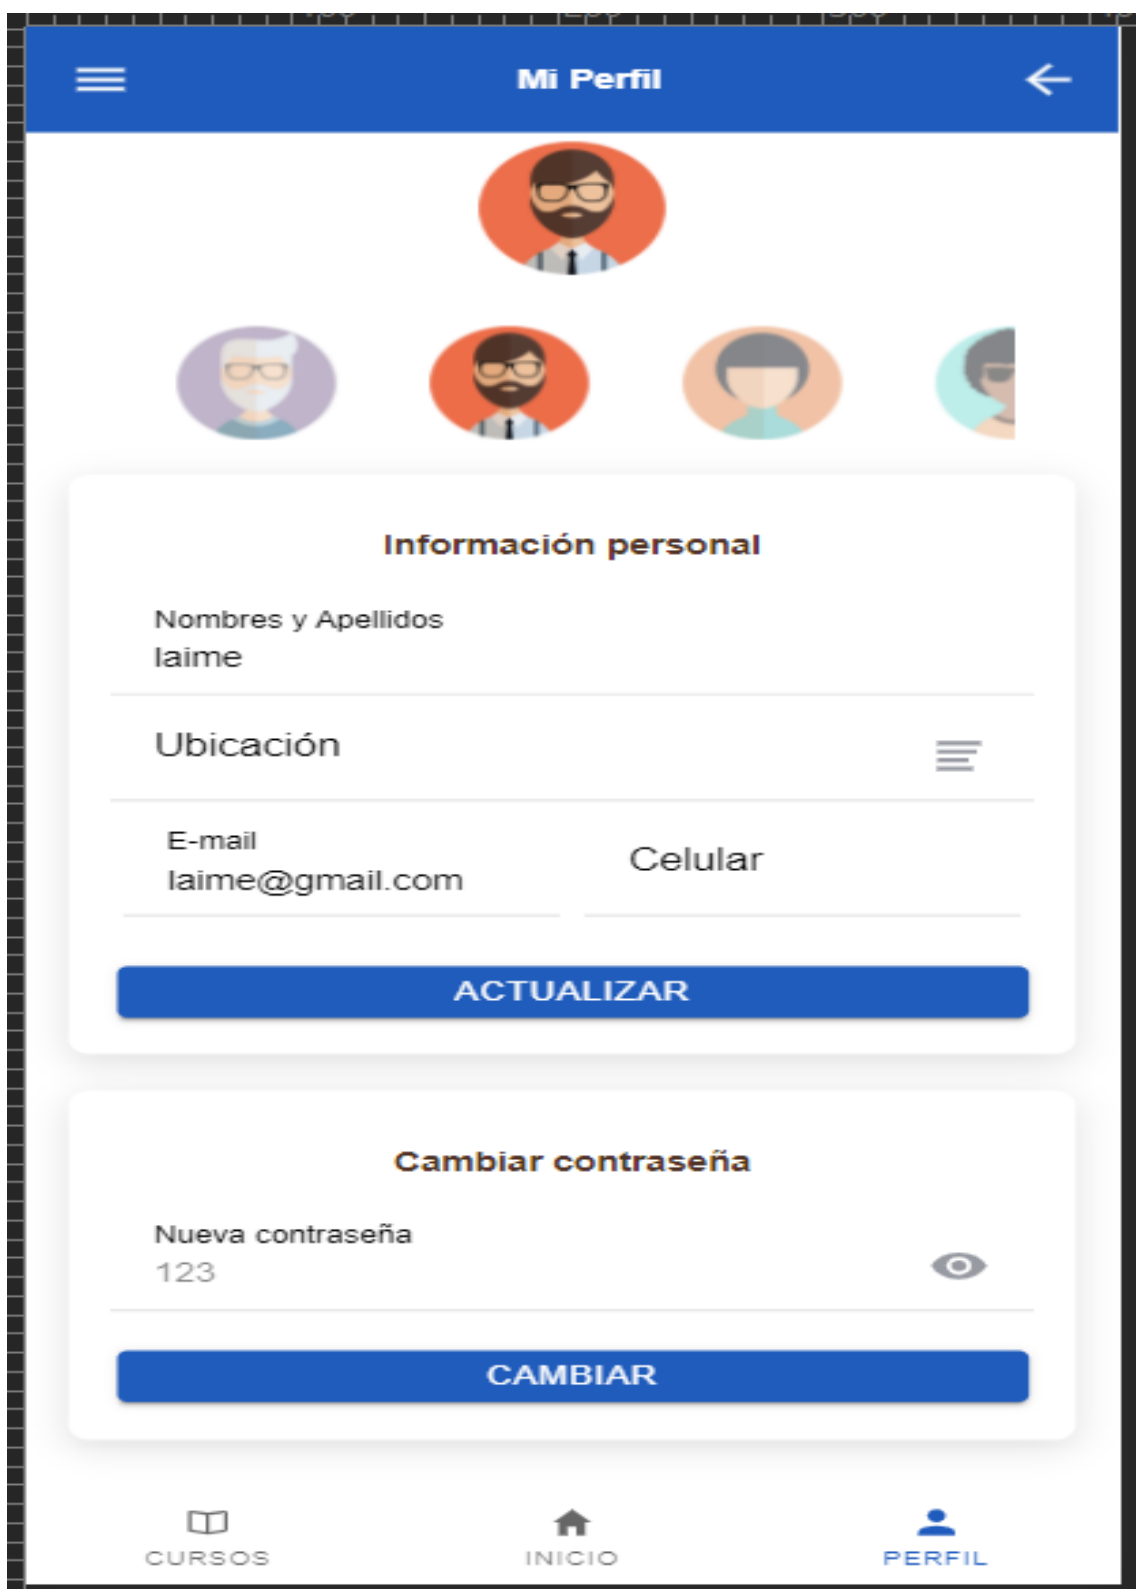 Mi Perfil
Información personal
Nombres y Apellidos
laime
Ubicación
E-mail
laime@gmail.com
Celular
ACTUALIZAR
Cambiar contraseña
Nueva contraseña
123
CAMBIAR
CURSOS
INICIO
PERFIL